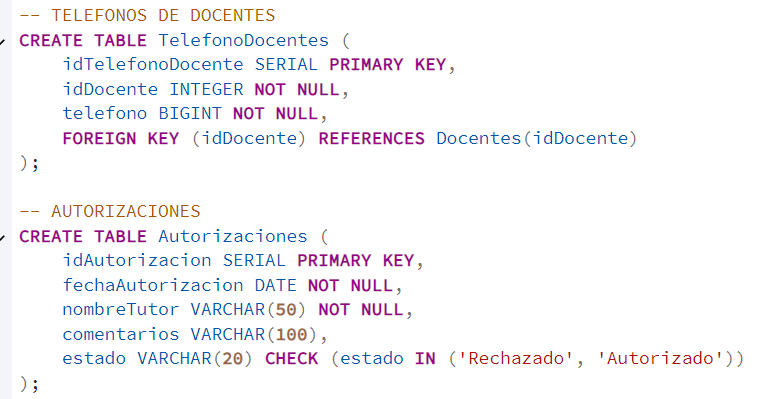 -- TELEFONOS DE DOCENTES
CREATE TABLE TelefonoDocentes (
idTelefonoDocente SERIAL PRIMARY KEY,
idDocente INTEGER NOT NULL,
telefono BIGINT NOT NULL,
FOREIGN KEY (idDocente) REFERENCES Docentes(idDocente)
);
-- AUTORIZACIONES
CREATE TABLE Autorizaciones (
idAutorizacion SERIAL PRIMARY KEY,
fechaAutorizacion DATE NOT NULL,
nombreTutor VARCHAR(50) NOT NULL,
comentarios VARCHAR(100),
estado VARCHAR(20) CHECK (estado IN ('Rechazado', 'Autorizado'))
);